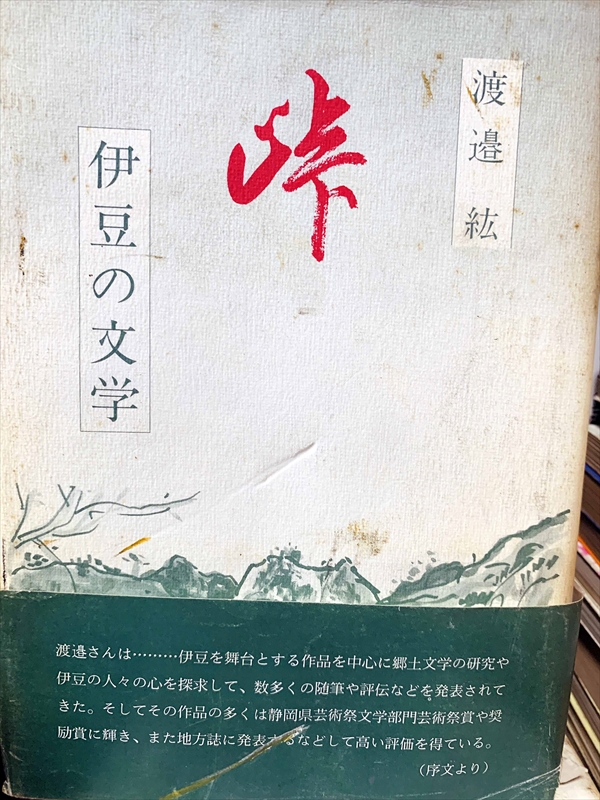 渡邉紘
峠
伊豆の文学
渡邉さんは………伊豆を舞台とする作品を中心に郷土文学の研究や
伊豆の人々の心を探求して、数多くの随筆や評伝などを発表されて
きた。そしてその作品の多くは静岡県芸術祭文学部門芸術祭賞や奨
励賞に輝き、また地方誌に発表するなどして高い評価を得ている。
（序文より）